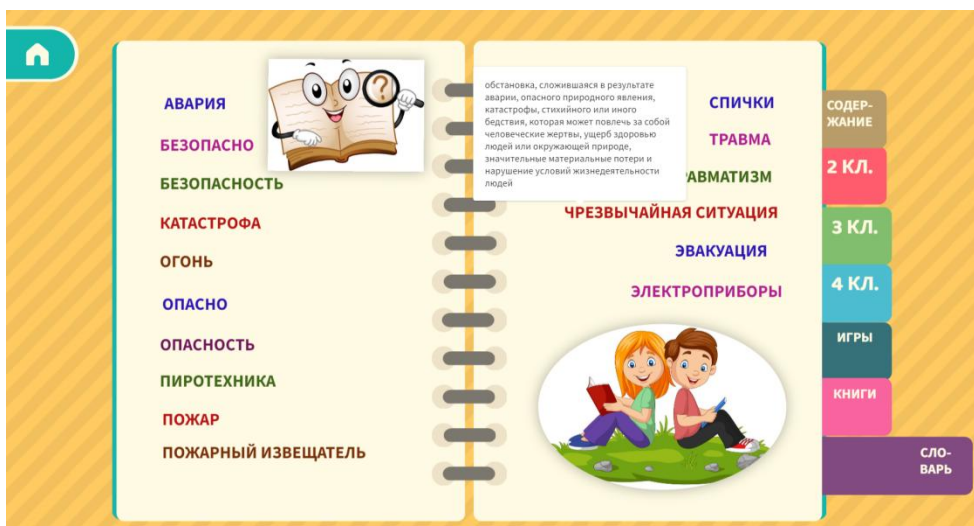 АВАРИЯ
БЕЗОПАСНО
БЕЗОПАСНОСТЬ
КАТАСТРОФА
ОГОНЬ
ОПАСНО
ОПАСНОСТЬ
ПИРОТЕХНИКА
ПОЖАР
ПОЖАРНЫЙ ИЗВЕЩАТЕЛЬ
?
обстановка, сложившаяся в результате
аварии, опасного природного явления,
катастрофы, стихийного или иного
бедствия, которая может повлечь за собой
человеческие жертвы, ущерб здоровью
людей или окружающей природе,
значительные материальные потери и
нарушение условий жизнедеятельности
людей
СПИЧКИ
ТРАВМА
РАВМАТИЗМ
ЧРЕЗВЫЧАЙНАЯ СИТУАЦИЯ
ЭВАКУАЦИЯ
ЭЛЕКТРОПРИБОРЫ
СОДЕР-
ЖАНИЕ
2 КЛ.
3 КЛ.
4 КЛ.
ИГРЫ
КНИГИ
СЛО-
ВАРЬ